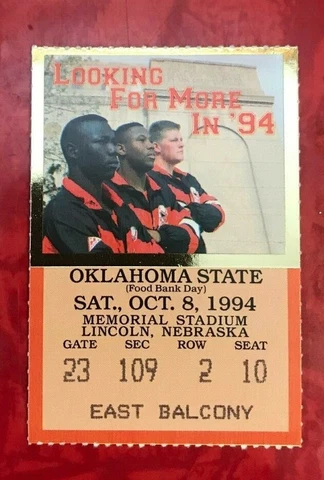 LOOKING
FOR MORE
IN '94
OKLAHOMA STATE
(Food Bank Day)
SAT., OCT. 8, 1994
MEMORIAL STADIUM
LINCOLN, NEBRASKA
GATE SEC ROW SEAT
23 109 2 10
EAST BALCONY